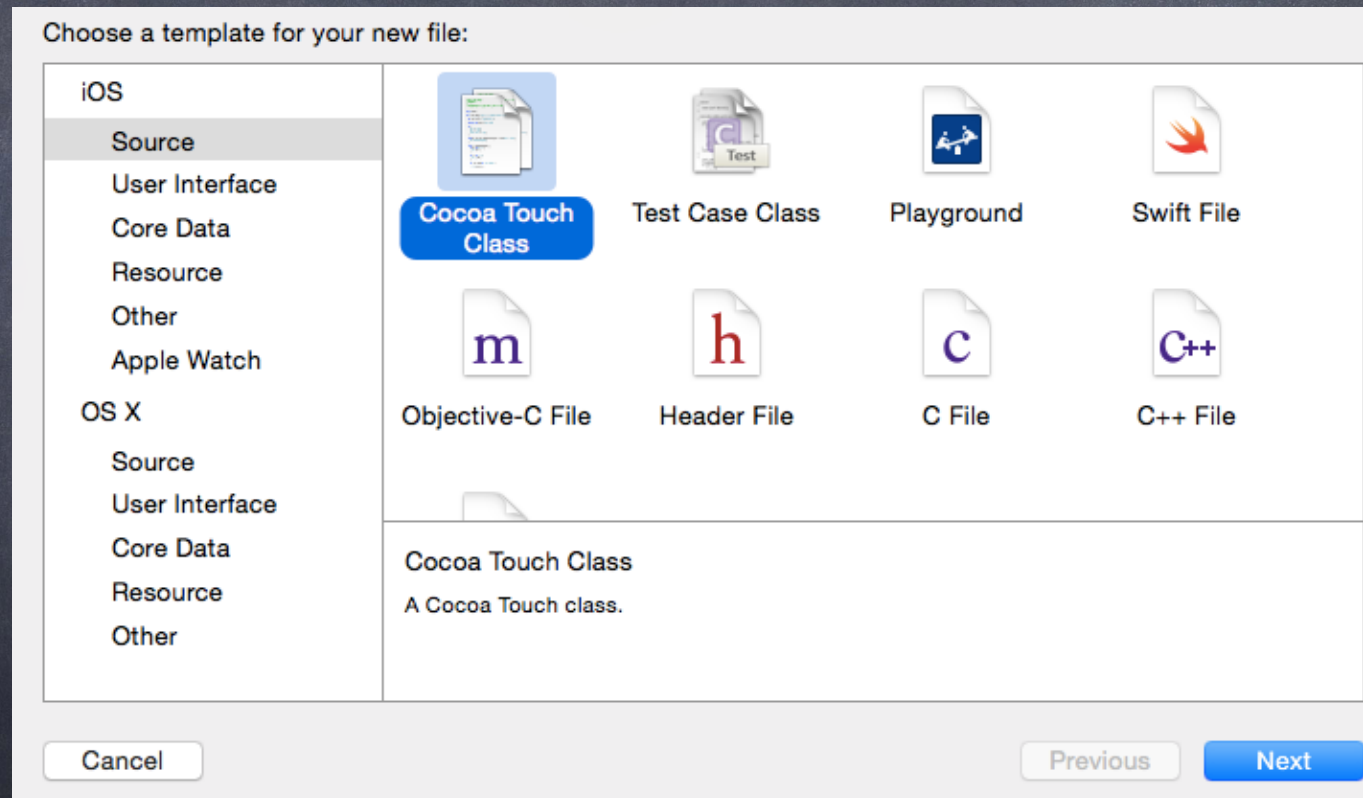 Choose a template for your new file:
iOS
Source
User Interface
Core Data
Resource
Other
Apple Watch
OS X
Source
User Interface
Core Data
Resource
Other
Test
Cocoa Touch
Class
Test Case Class
Playground
Swift File
m
h
c
C++
Objective-C File
Header File
C File
C++ File
Cocoa Touch Class
A Cocoa Touch class.
Cancel
Previous
Next